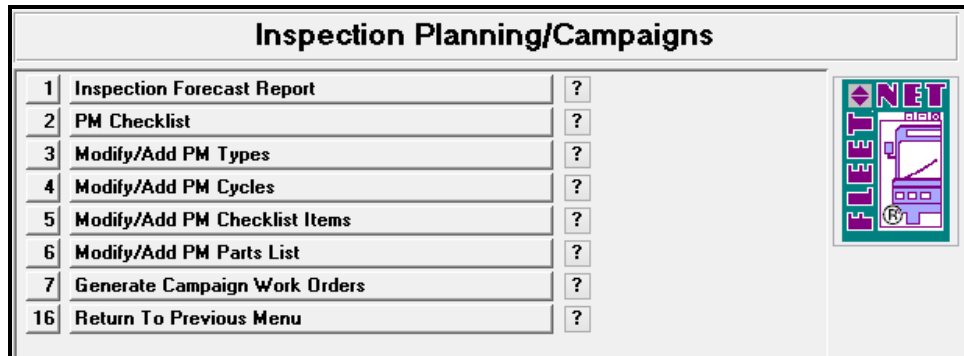 Inspection Planning/Campaigns
1 Inspection Forecast Report ?
2 PM Checklist ?
3 Modify/Add PM Types ?
4 Modify/Add PM Cycles ?
5 Modify/Add PM Checklist Items ?
6 Modify/Add PM Parts List ?
7 Generate Campaign Work Orders ?
16 Return To Previous Menu ?
FLEET
NET
®